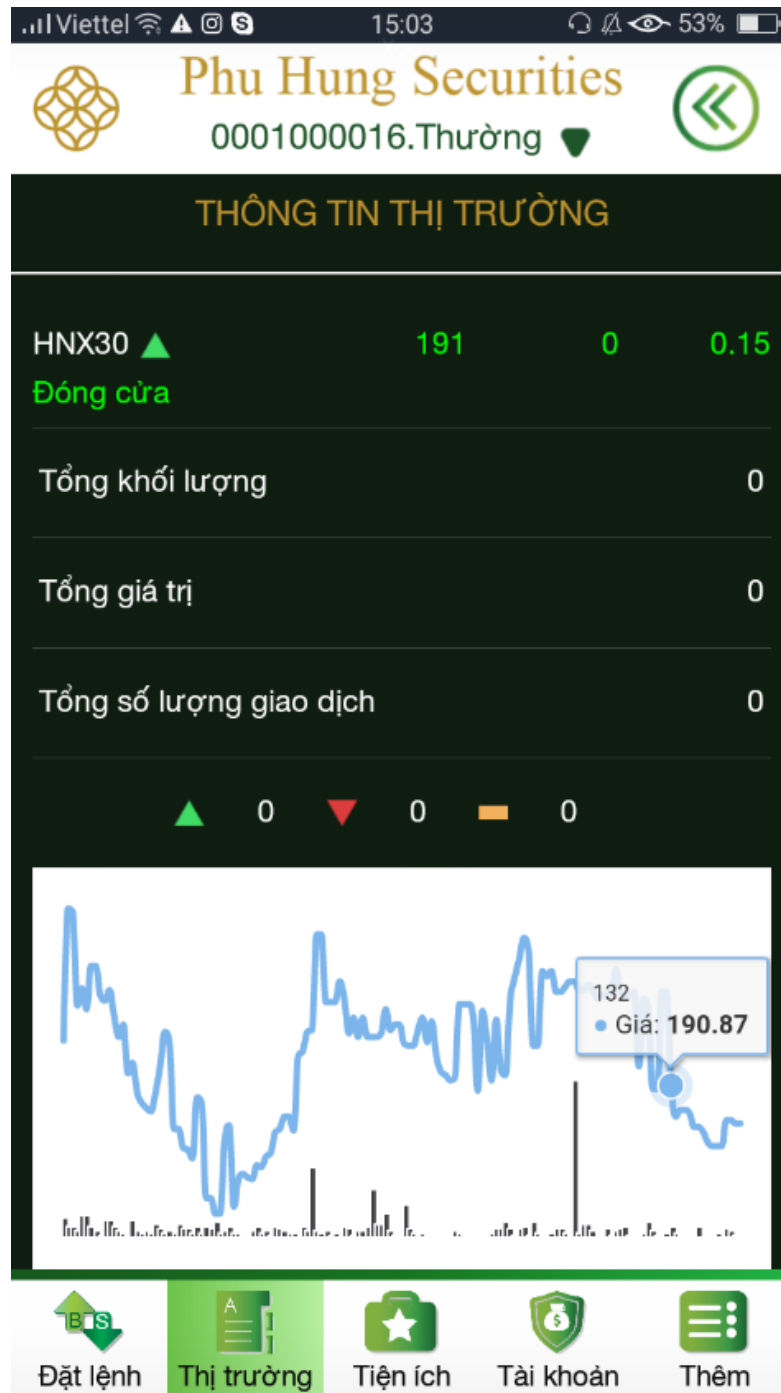 Viettel 15:03 53%
Phu Hung Securities
0001000016.Thường
THÔNG TIN THỊ TRƯỜNG
HNX30 191 0 0.15
Đóng cửa
Tổng khối lượng 0
Tổng giá trị 0
Tổng số lượng giao dịch 0
0 0 0
132
Giá: 190.87
Đặt lệnh Thị trường Tiện ích Tài khoản Thêm